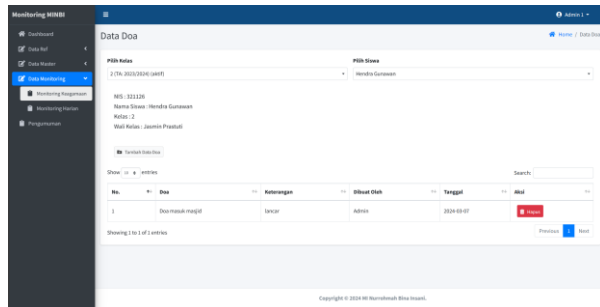 Monitoring MINBI
Admin 1
Dashboard
Data Ref
Data Master
Data Monitoring
Monitoring Keagamaan
Monitoring Harian
Pengumuman
Data Doa
Home / Data Doa
Pilih Kelas
2 (TA. 2023/2024) (aktif)
Pilih Siswa
Hendra Gunawan
NIS : 321126
Nama Siswa : Hendra Gunawan
Kelas : 2
Wali Kelas : Jasmin Prastuti
Tambah Data Doa
Show 10 entries
Search:
No. Doa Keterangan Dibuat Oleh Tanggal Aksi
1 Doa masuk masjid lancar Admin 2024-03-07 Hapus
Showing 1 to 1 of 1 entries
Previous 1 Next
Copyright © 2024 MI Nurrohmah Bina Insani.